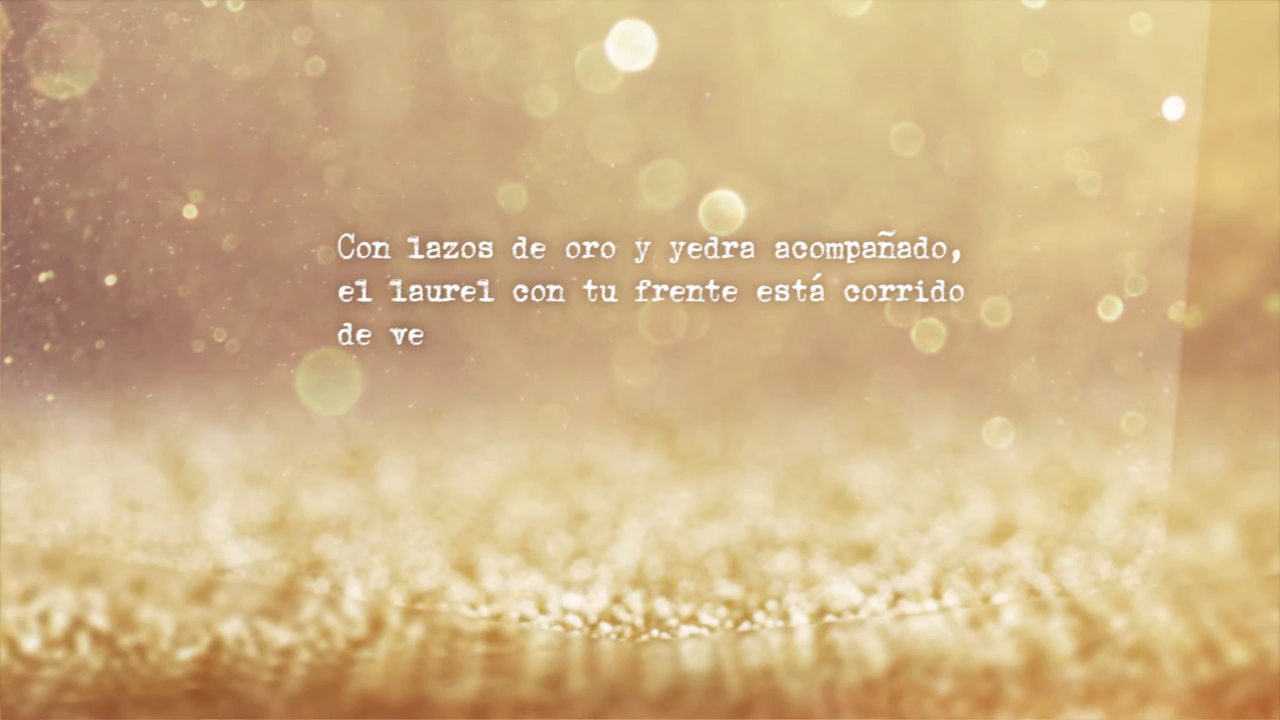 Con lazos de oro y yedra acompañado,
el laurel con tu frente está corrido
de ve